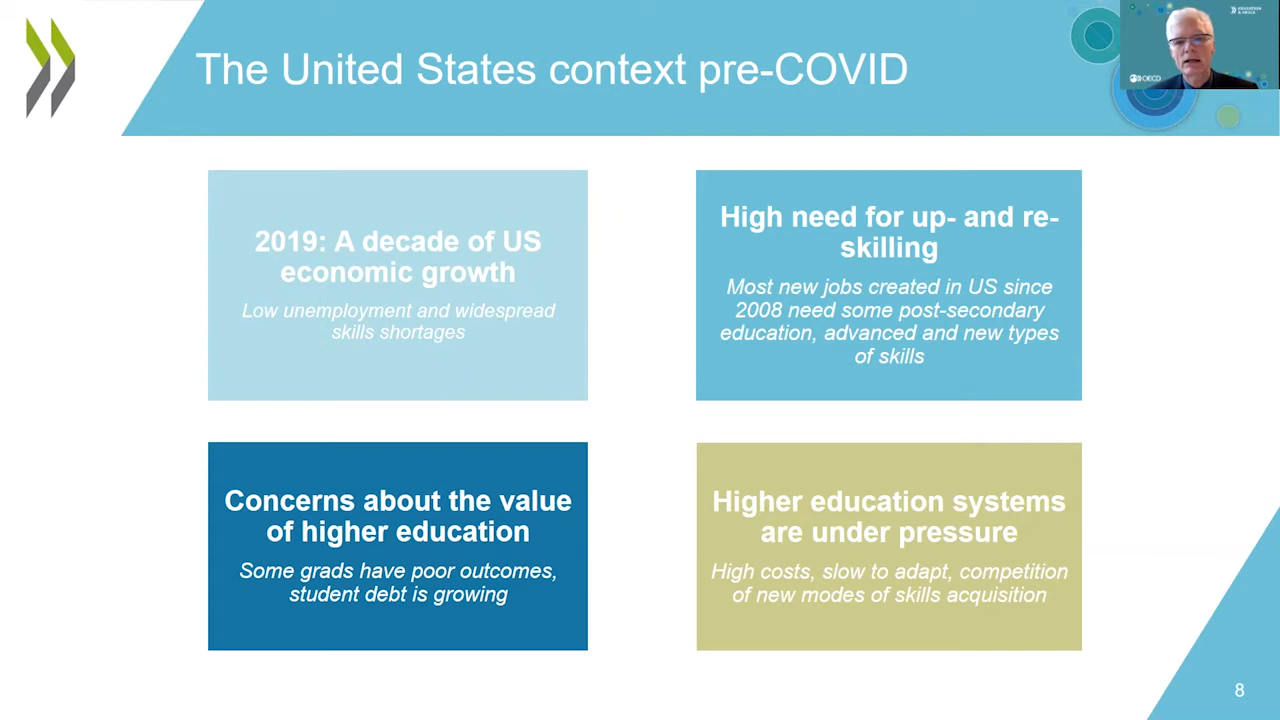 The United States context pre-COVID
EDUCATION
& SKILLS
OECD
2019: A decade of US
economic growth
Low unemployment and widespread
skills shortages
High need for up- and re-
skilling
Most new jobs created in US since
2008 need some post-secondary
education, advanced and new types
of skills
Concerns about the value
of higher education
Some grads have poor outcomes,
student debt is growing
Higher education systems
are under pressure
High costs, slow to adapt, competition
of new modes of skills acquisition
8